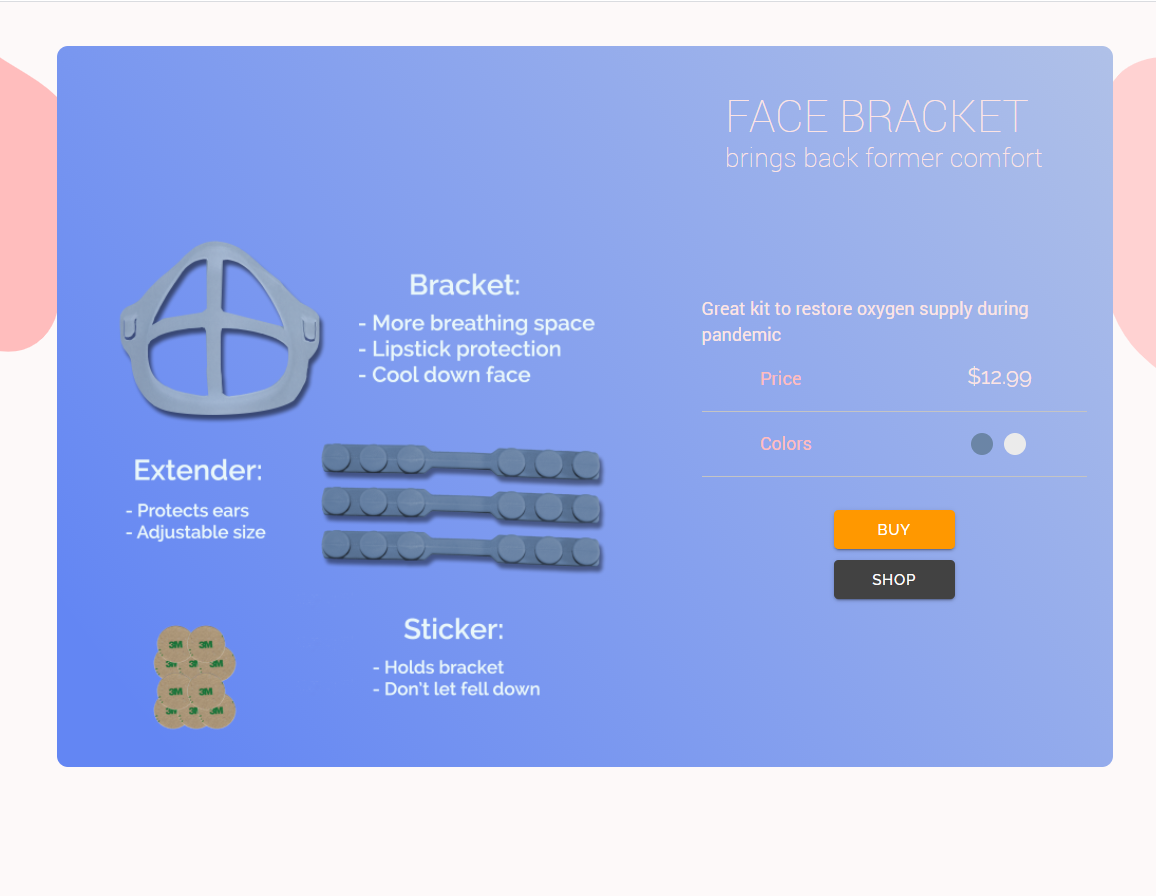 FACE BRACKET
brings back former comfort
Bracket:
- More breathing space
- Lipstick protection
- Cool down face
Great kit to restore oxygen supply during
pandemic
Price $12.99
Colors
Extender:
- Protects ears
- Adjustable size
BUY
SHOP
Sticker:
- Holds bracket
- Don't let fell down
3M 3M
3M 3M 3M
3M 3M
3M 3M 3M